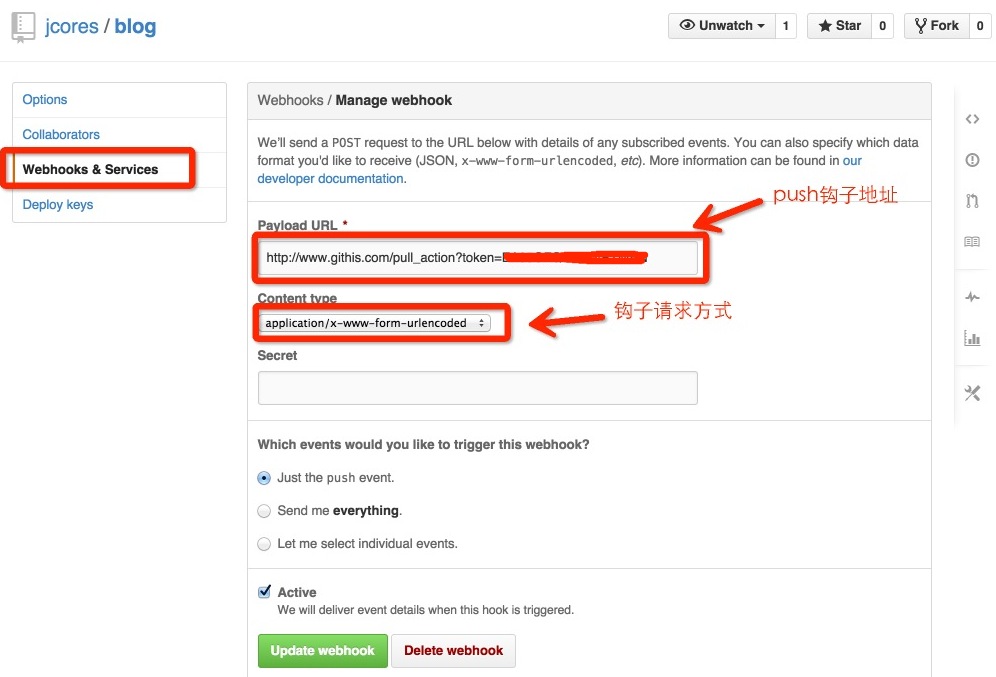 jcores / blog
Unwatch 1 Star 0 Fork 0
Options
Collaborators
Webhooks & Services
Deploy keys
Webhooks / Manage webhook
We'll send a POST request to the URL below with details of any subscribed events. You can also specify which data
format you'd like to receive (JSON, x-www-form-urlencoded, etc). More information can be found in our
developer documentation.
push钩子地址
Payload URL *
http://www.githis.com/pull_action?token=
Content type
钩子请求方式
application/x-www-form-urlencoded
Secret
Which events would you like to trigger this webhook?
Just the push event.
Send me everything.
Let me select individual events.
Active
We will deliver event details when this hook is triggered.
Update webhook Delete webhook